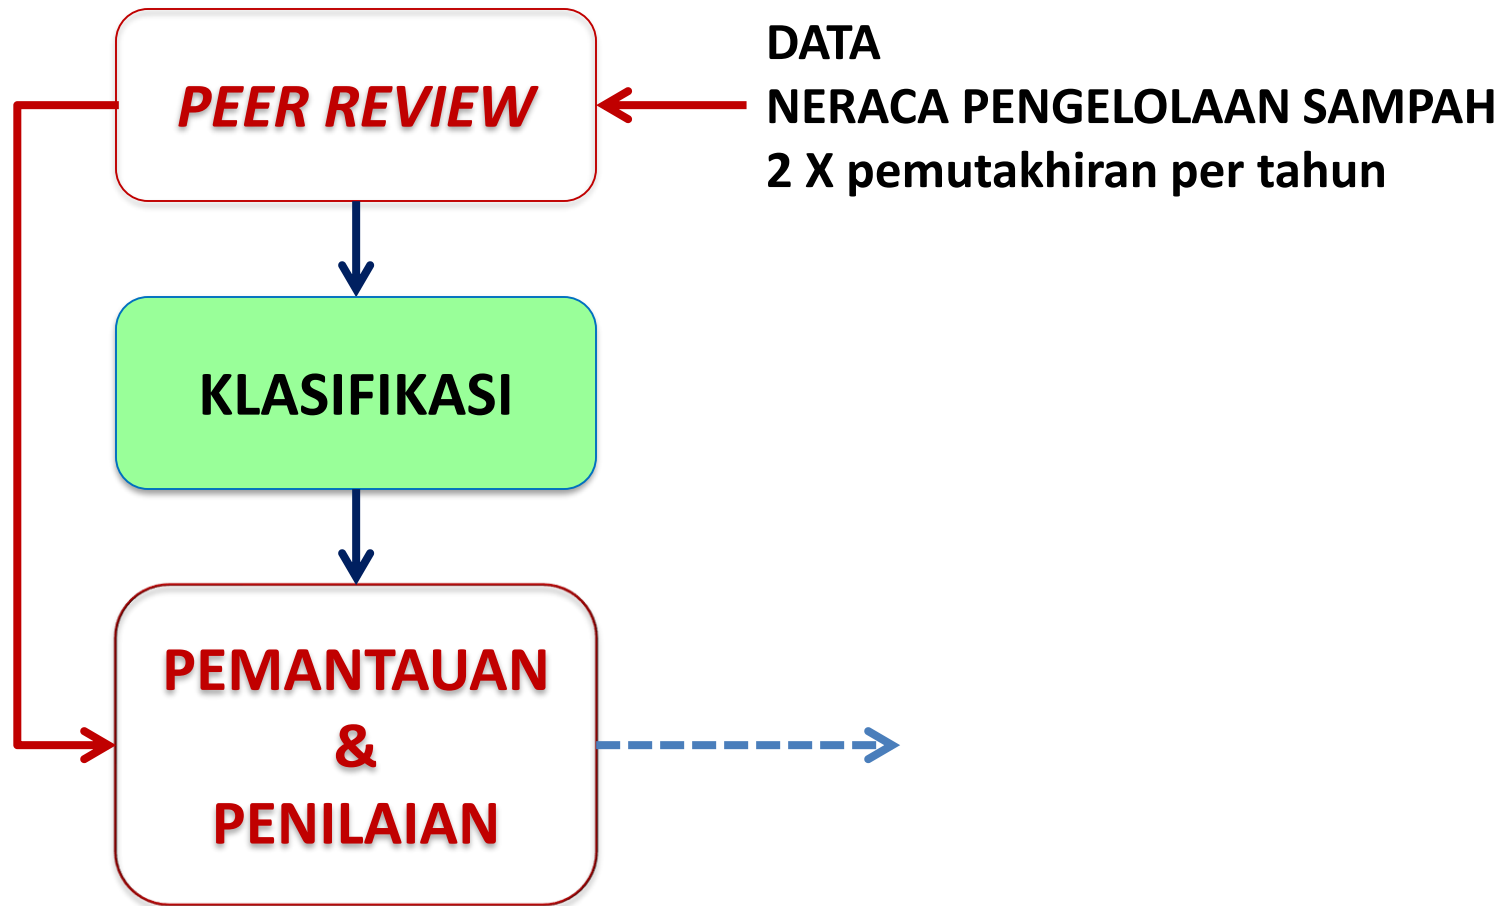 PEER REVIEW
DATA
NERACA PENGELOLAAN SAMPAH
2 X pemutakhiran per tahun
KLASIFIKASI
PEMANTAUAN
&
PENILAIAN